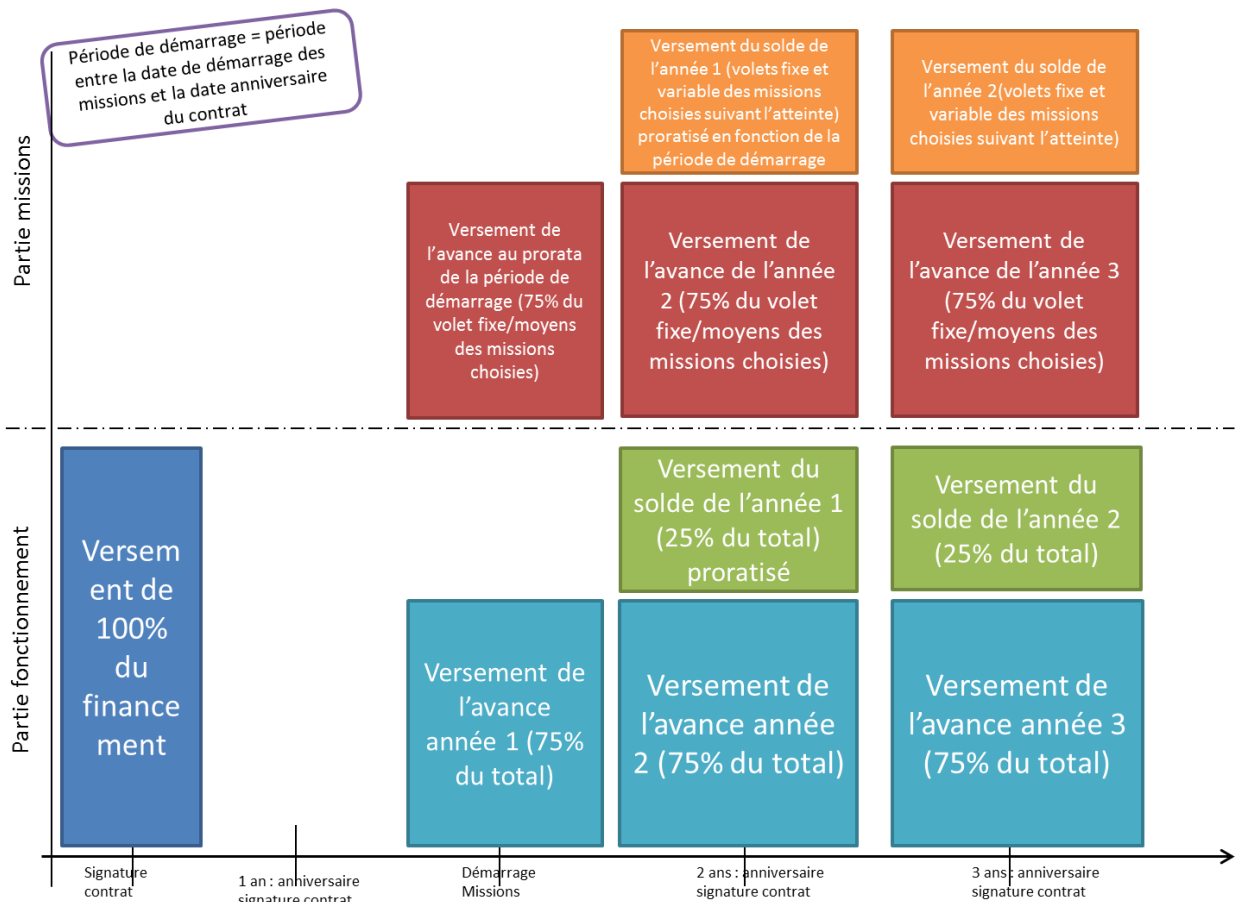 Période de démarrage = période
entre la date de démarrage des
missions et la date anniversaire
du contrat
Partie missions
Versement du solde de
l'année 1 (volets fixe et
variable des missions
choisies suivant l'atteinte)
proratisé en fonction de la
période de démarrage
Versement du solde de
l'année 2(volets fixe et
variable des missions
choisies suivant l'atteinte)
Versement de
l'avance au prorata
de la période de
démarrage (75% du
volet fixe/moyens
des missions
choisies)
Versement de
l'avance de l'année
2 (75% du volet
fixe/moyens des
missions choisies)
Versement de
l'avance de l'année 3
(75% du volet
fixe/moyens des
missions choisies)
Partie fonctionnement
Versem
ent de
100%
du
finance
ment
Versement du
solde de l'année 1
(25% du total)
proratisé
Versement du
solde de l'année 2
(25% du total)
Versement de
l'avance
année 1 (75%
du total)
Versement de
l'avance année
2 (75% du total)
Versement de
l'avance année 3
(75% du total)
Signature
contrat
1 an : anniversaire
signature contrat
Démarrage
Missions
2 ans : anniversaire
signature contrat
3 ans : anniversaire
signature contrat